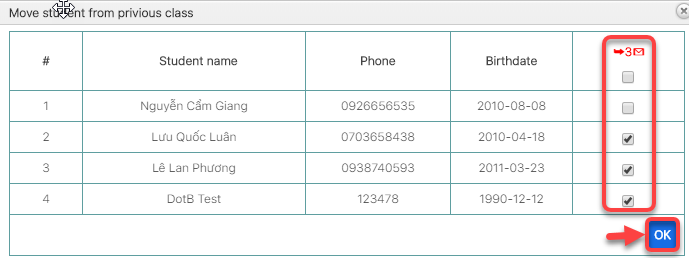 Move student from privious class
# Student name Phone Birthdate 3
1 Nguyễn Cẩm Giang 0926656535 2010-08-08
2 Lưu Quốc Luân 0703658438 2010-04-18
3 Lê Lan Phương 0938740593 2011-03-23
4 DotB Test 123478 1990-12-12
OK